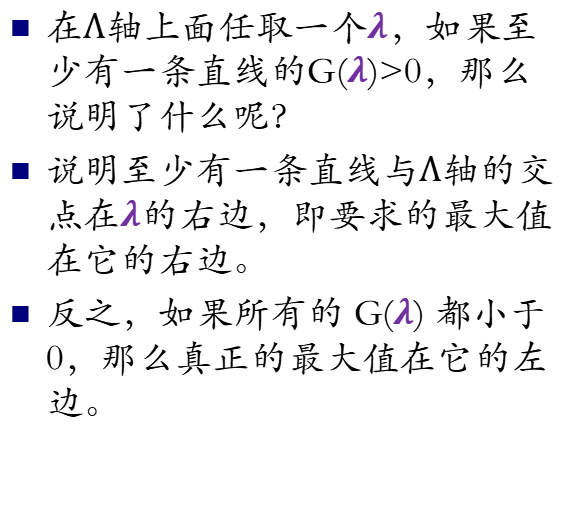 ■ 在Λ轴上面任取一个λ，如果至
少有一条直线的G(λ)>0，那么
说明了什么呢？
■ 说明至少有一条直线与Λ轴的交
点在λ的右边，即要求的最大值
在它的右边。
■ 反之，如果所有的 G(λ) 都小于
0，那么真正的最大值在它的左
边。